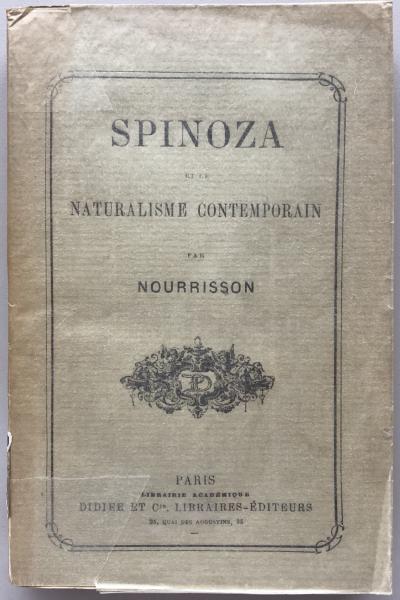 SPINOZA
ET LE
NATURALISME CONTEMPORAIN
PAR
NOURRISSON
PARIS
LIBRAIRIE ACADÉMIQUE
DIDIER ET Cie, LIBRAIRES-ÉDITEURS
35, QUAI DES AUGUSTINS, 35